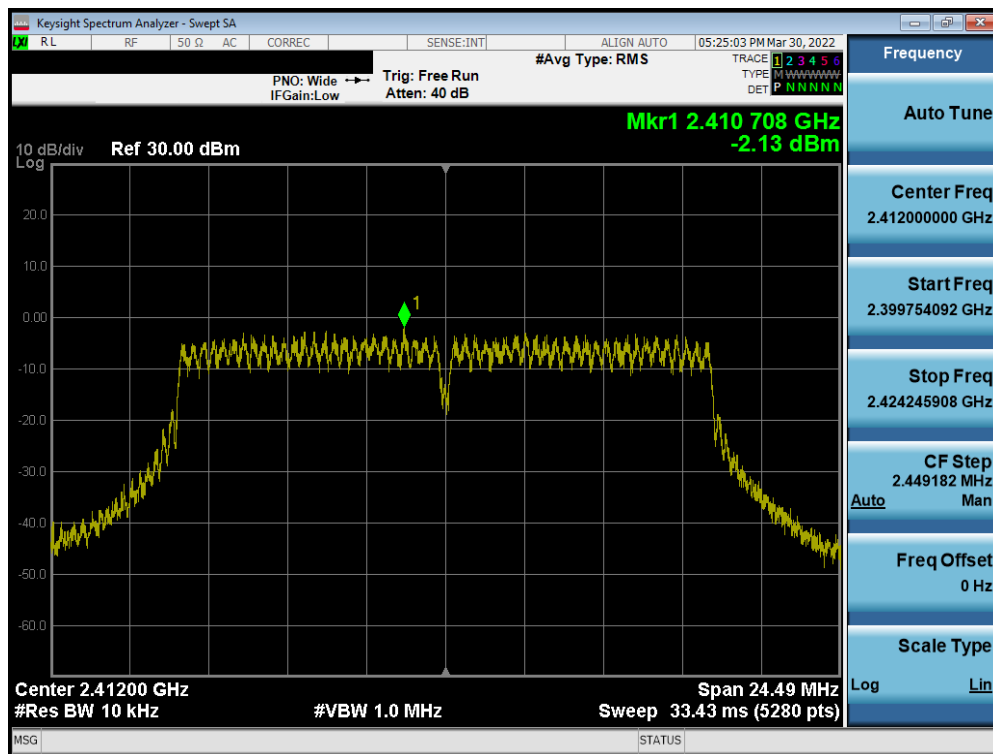 Keysight Spectrum Analyzer - Swept SA
LXI RL RF 50 Ω AC CORREC SENSE:INT ALIGN AUTO 05:25:03 PM Mar 30, 2022
PNO: Wide
IFGain:Low
Trig: Free Run
Atten: 40 dB
#Avg Type: RMS
TRACE 1 2 3 4 5 6
TYPE M WWWWW
DET P N N N N N
Mkr1 2.410 708 GHz
-2.13 dBm
10 dB/div Ref 30.00 dBm
Log
20.0
10.0
0.00
-10.0
-20.0
-30.0
-40.0
-50.0
-60.0
1
Center 2.41200 GHz Span 24.49 MHz
#Res BW 10 kHz #VBW 1.0 MHz Sweep 33.43 ms (5280 pts)
MSG STATUS
Frequency
Auto Tune
Center Freq
2.412000000 GHz
Start Freq
2.399754092 GHz
Stop Freq
2.424245908 GHz
CF Step
2.449182 MHz
Auto Man
Freq Offset
0 Hz
Scale Type
Log Lin